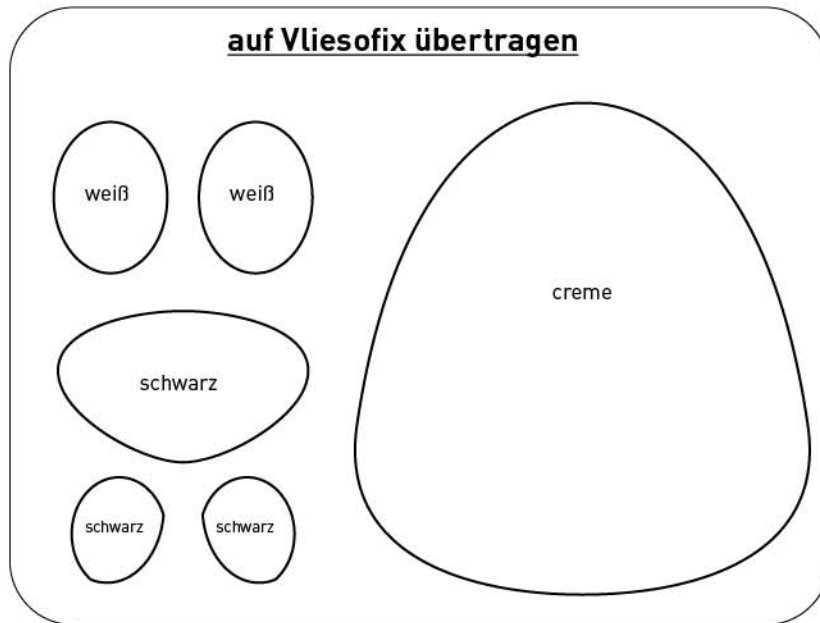 auf Vliesofix übertragen
weiß
weiß
creme
schwarz
schwarz
schwarz